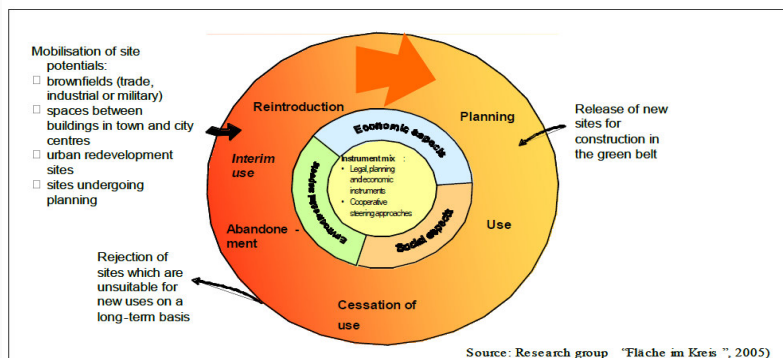 Mobilisation of site
potentials:
□ brownfields (trade,
industrial or military)
□ spaces between
buildings in town and city
centres
□ urban redevelopment
sites
□ sites undergoing
planning
Reintroduction
Planning
Release of new
sites for
construction in
the green belt
Economic aspects
Interim
use
Instrument mix :
• Legal, planning
and economic
instruments
• Cooperative
steering approaches
Social aspects
Use
Abandone -
ment
Rejection of
sites which are
unsuitable for
new uses on a
long-term basis
Cessation of
use
Source: Research group “Fläche im Kreis ”, 2005)